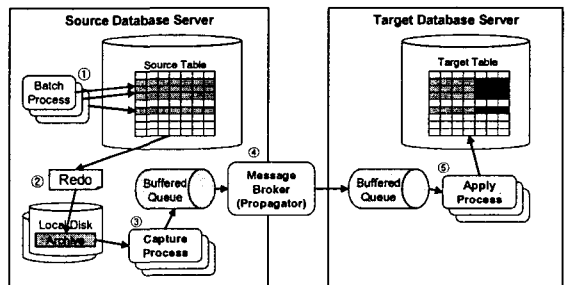 Source Database Server
Target Database Server
①
Batch
Process
Source Table
Target Table
②
Redo
Local Disk
Archive
③
Capture
Process
Buffered
Queue
④
Message
Broker
(Propagator)
Buffered
Queue
⑤
Apply
Process